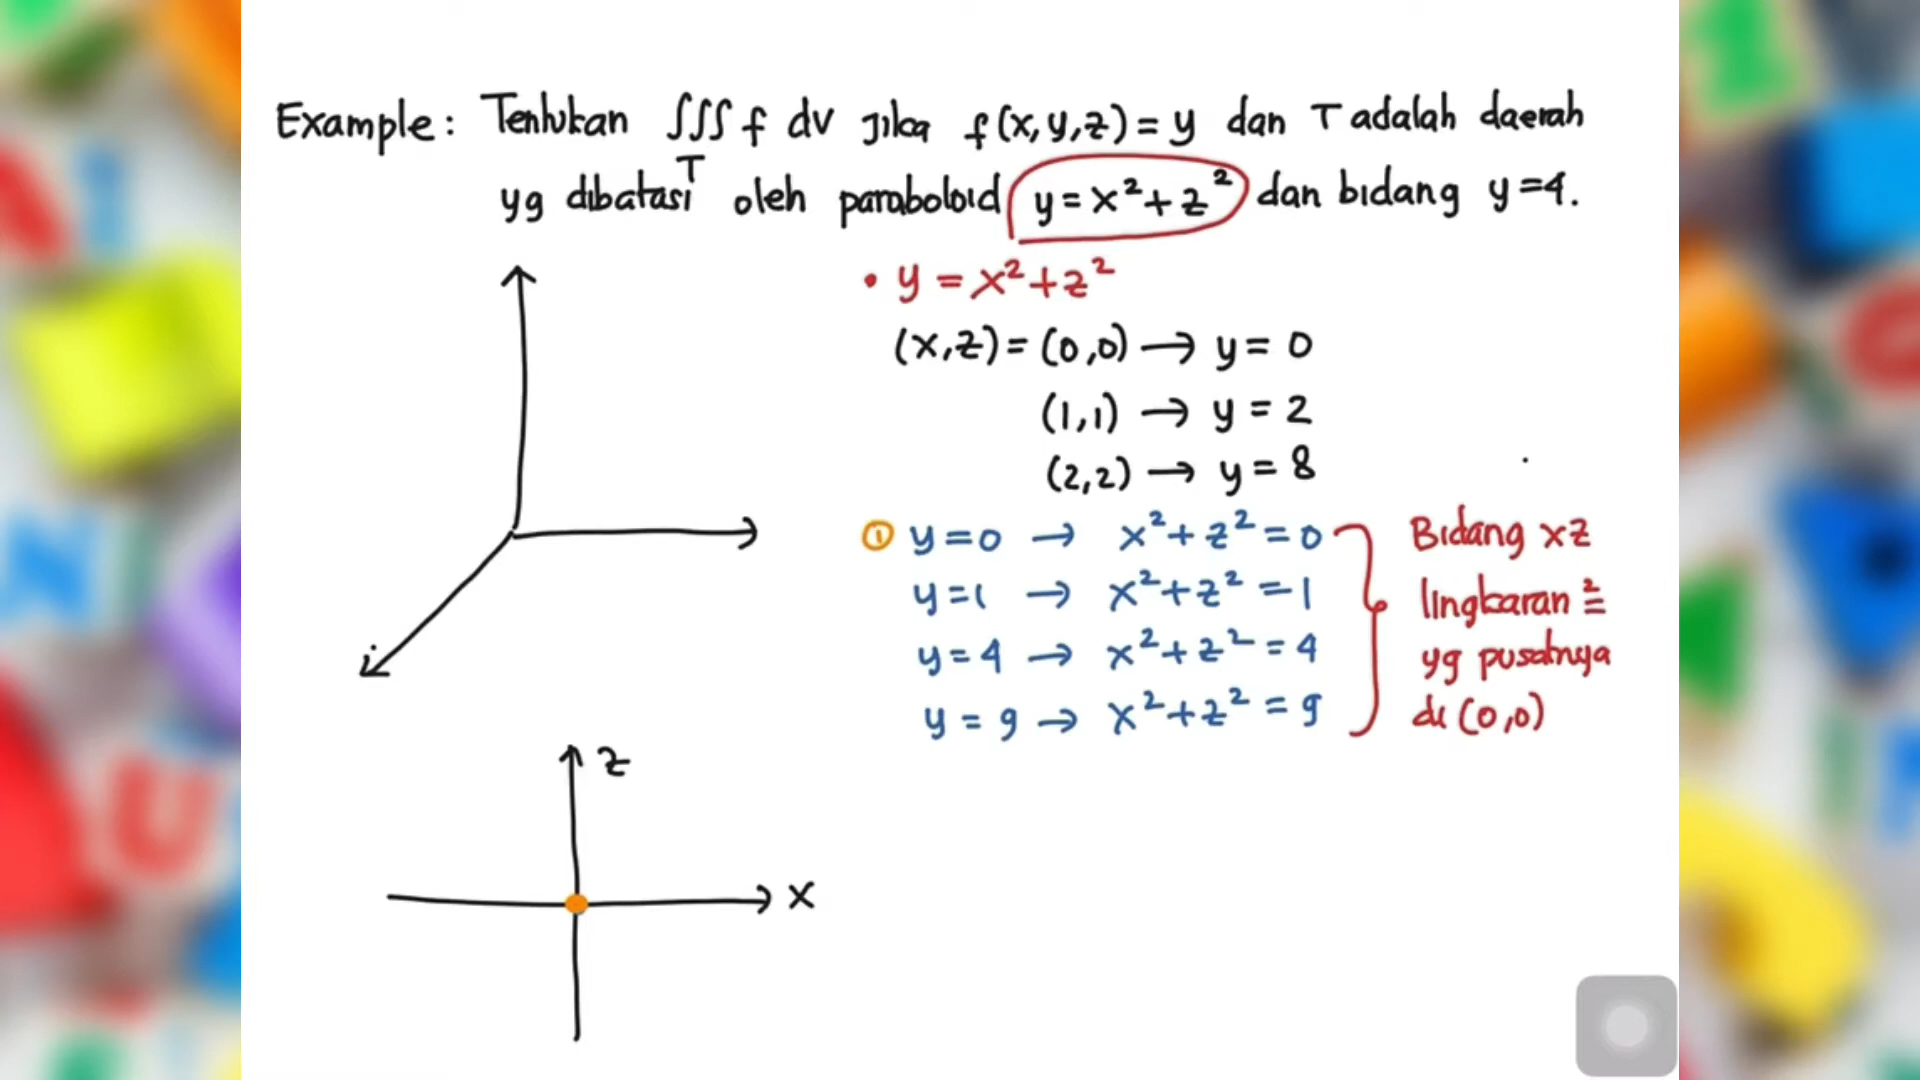 Example: Tentukan ∭ f dv jika f(x,y,z) = y dan T adalah daerah
T
yg dibatasi oleh paraboloid y = x² + z² dan bidang y = 4.
• y = x² + z²
(x,z) = (0,0) → y = 0
(1,1) → y = 2
(2,2) → y = 8
① y = 0 → x² + z² = 0
y = 1 → x² + z² = 1
y = 4 → x² + z² = 4
y = 9 → x² + z² = 9
Bidang xz
lingkaran ²
yg pusatnya
di (0,0)
z
x